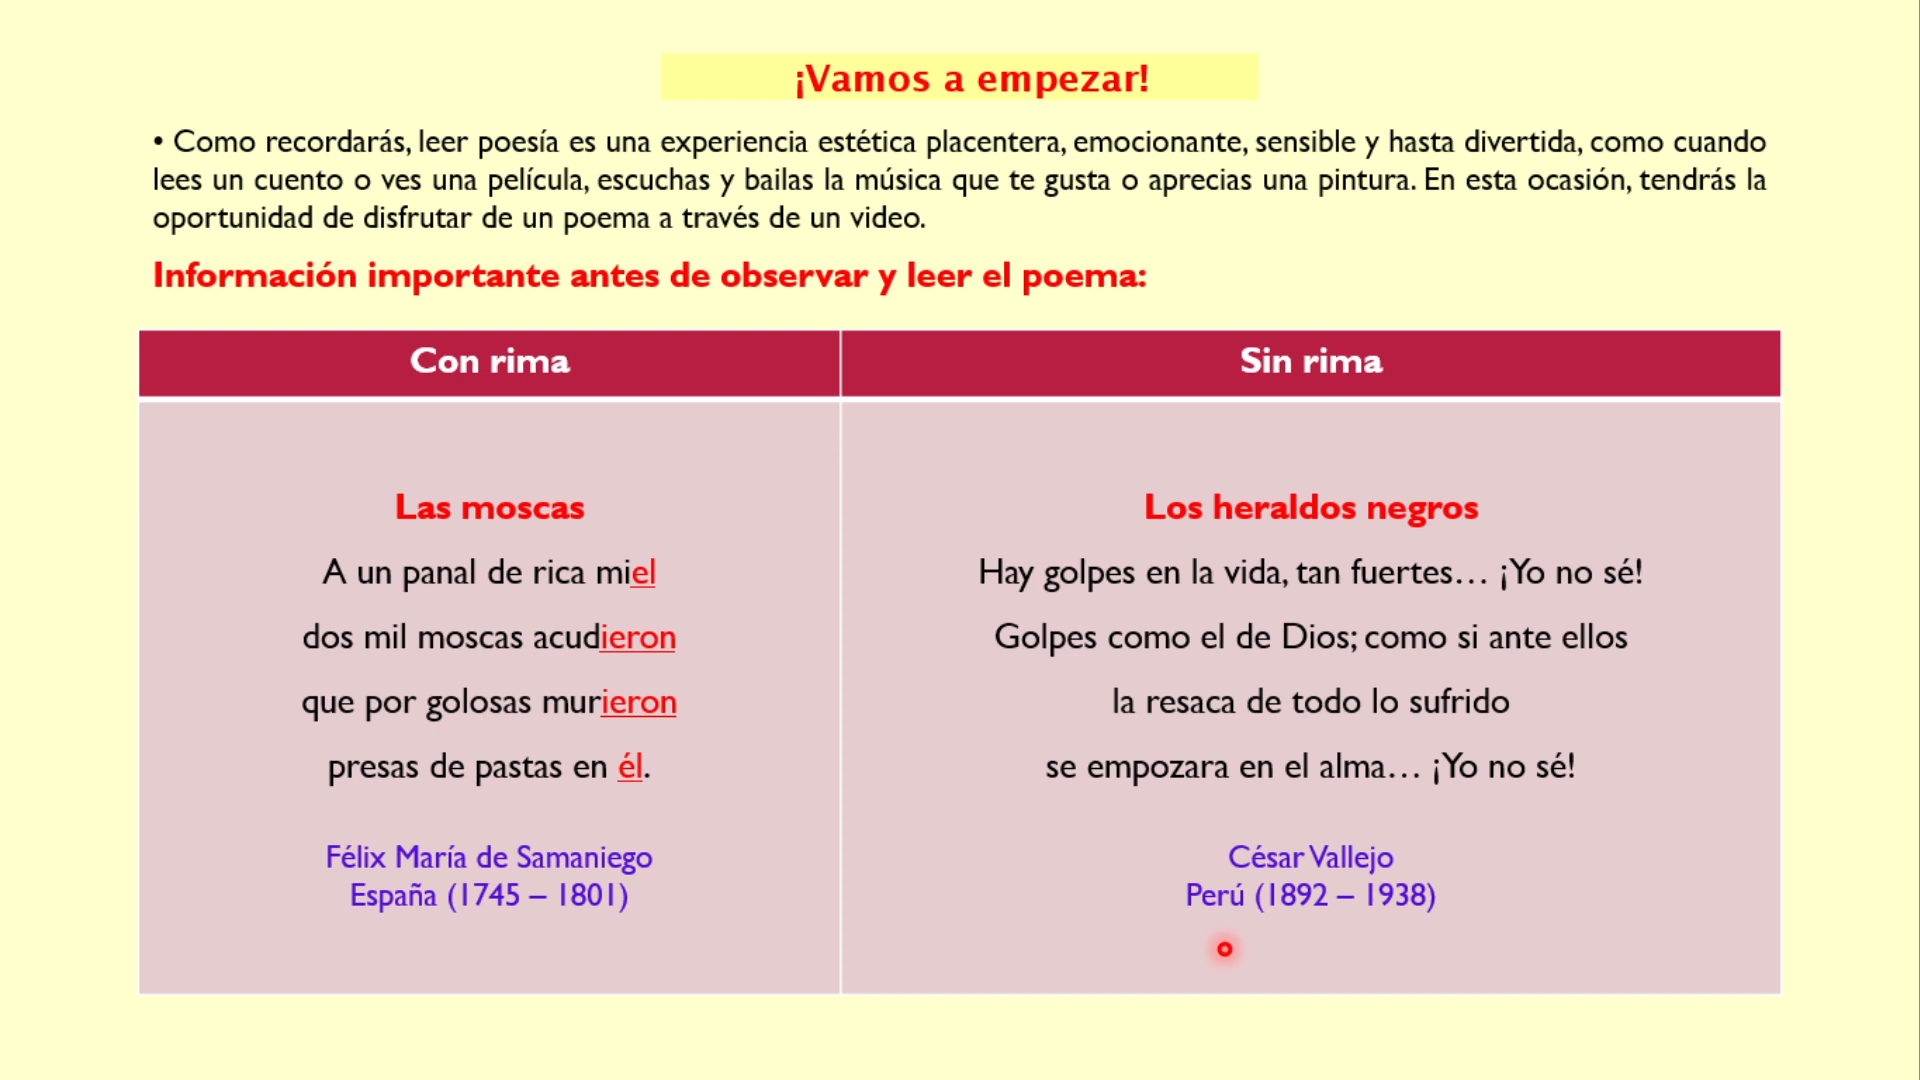 ¡Vamos a empezar!
• Como recordarás, leer poesía es una experiencia estética placentera, emocionante, sensible y hasta divertida, como cuando
lees un cuento o ves una película, escuchas y bailas la música que te gusta o aprecias una pintura. En esta ocasión, tendrás la
oportunidad de disfrutar de un poema a través de un video.
Información importante antes de observar y leer el poema:
Con rima
Las moscas
A un panal de rica miel
dos mil moscas acudieron
que por golosas murieron
presas de pastas en él.
Félix María de Samaniego
España (1745 – 1801)
Sin rima
Los heraldos negros
Hay golpes en la vida, tan fuertes… ¡Yo no sé!
Golpes como el de Dios; como si ante ellos
la resaca de todo lo sufrido
se empozara en el alma… ¡Yo no sé!
César Vallejo
Perú (1892 – 1938)